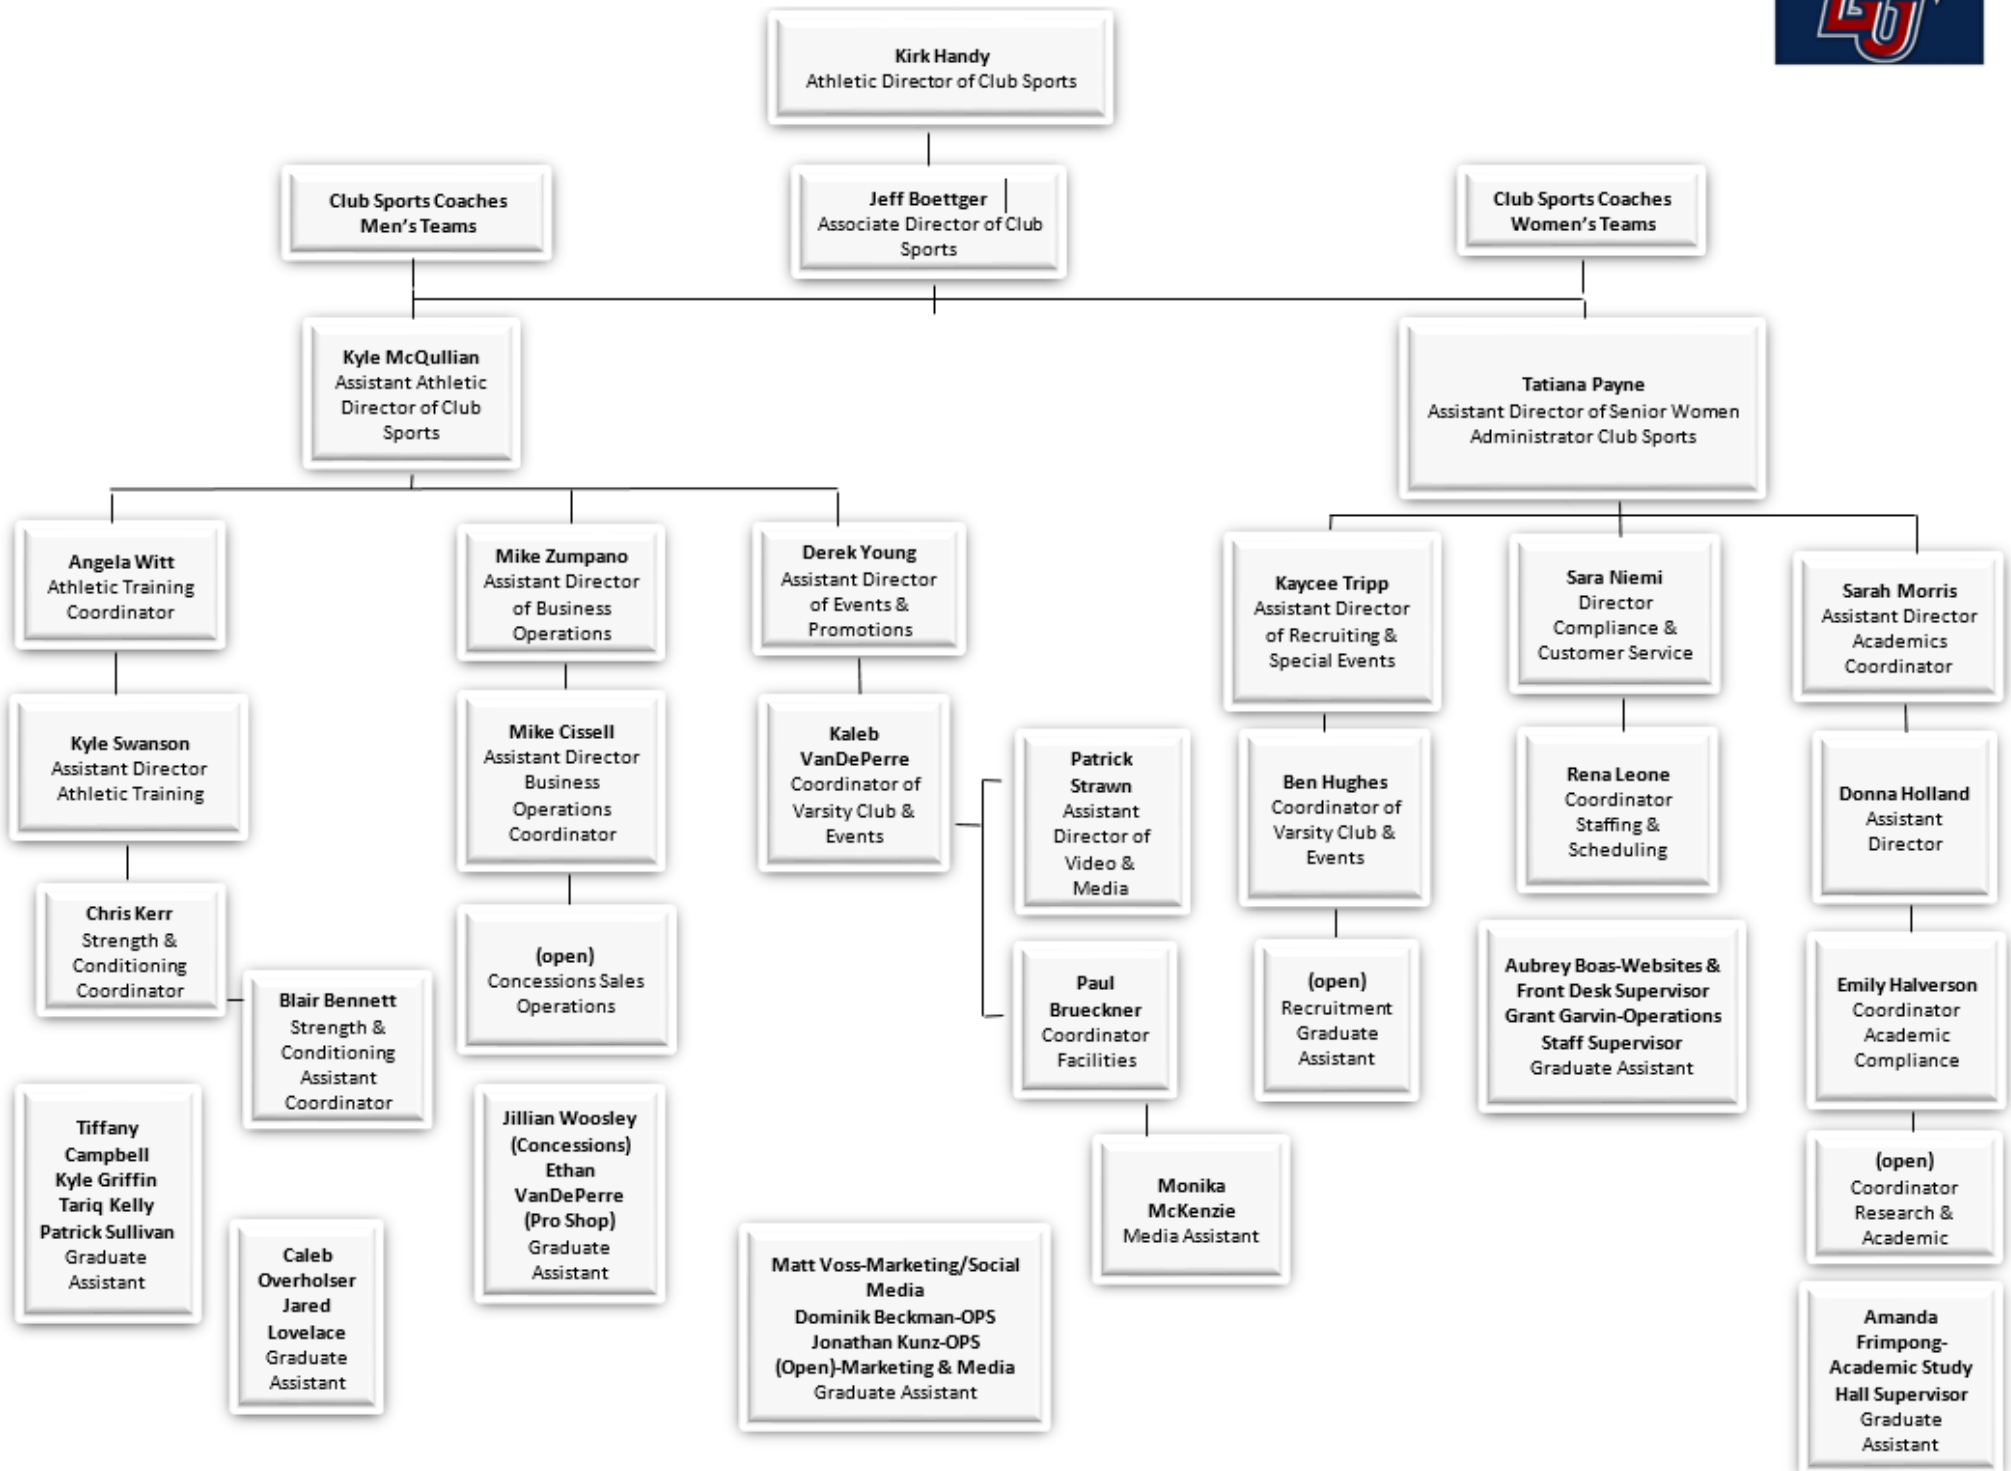 LU
Kirk Handy
Athletic Director of Club Sports
Club Sports Coaches
Men's Teams
Jeff Boettger
Associate Director of Club
Sports
Club Sports Coaches
Women's Teams
Kyle McQullian
Assistant Athletic
Director of Club
Sports
Tatiana Payne
Assistant Director of Senior Women
Administrator Club Sports
Angela Witt
Athletic Training
Coordinator
Mike Zumpano
Assistant Director
of Business
Operations
Derek Young
Assistant Director
of Events &
Promotions
Kaycee Tripp
Assistant Director
of Recruiting &
Special Events
Sara Niemi
Director
Compliance &
Customer Service
Sarah Morris
Assistant Director
Academics
Coordinator
Kyle Swanson
Assistant Director
Athletic Training
Mike Cissell
Assistant Director
Business
Operations
Coordinator
Kaleb
VanDePerre
Coordinator of
Varsity Club &
Events
Patrick
Strawn
Assistant
Director of
Video &
Media
Ben Hughes
Coordinator of
Varsity Club &
Events
Rena Leone
Coordinator
Staffing &
Scheduling
Donna Holland
Assistant
Director
Chris Kerr
Strength &
Conditioning
Coordinator
Blair Bennett
Strength &
Conditioning
Assistant
Coordinator
(open)
Concessions Sales
Operations
Paul
Brueckner
Coordinator
Facilities
(open)
Recruitment
Graduate
Assistant
Aubrey Boas-Websites &
Front Desk Supervisor
Grant Garvin-Operations
Staff Supervisor
Graduate Assistant
Emily Halverson
Coordinator
Academic
Compliance
Tiffany
Campbell
Kyle Griffin
Tariq Kelly
Patrick Sullivan
Graduate
Assistant
Caleb
Overholser
Jared
Lovelace
Graduate
Assistant
Jillian Woosley
(Concessions)
Ethan
VanDePerre
(Pro Shop)
Graduate
Assistant
Matt Voss-Marketing/Social
Media
Dominik Beckman-OPS
Jonathan Kunz-OPS
(Open)-Marketing & Media
Graduate Assistant
Monika
McKenzie
Media Assistant
(open)
Coordinator
Research &
Academic
Amanda
Frimpong-
Academic Study
Hall Supervisor
Graduate
Assistant